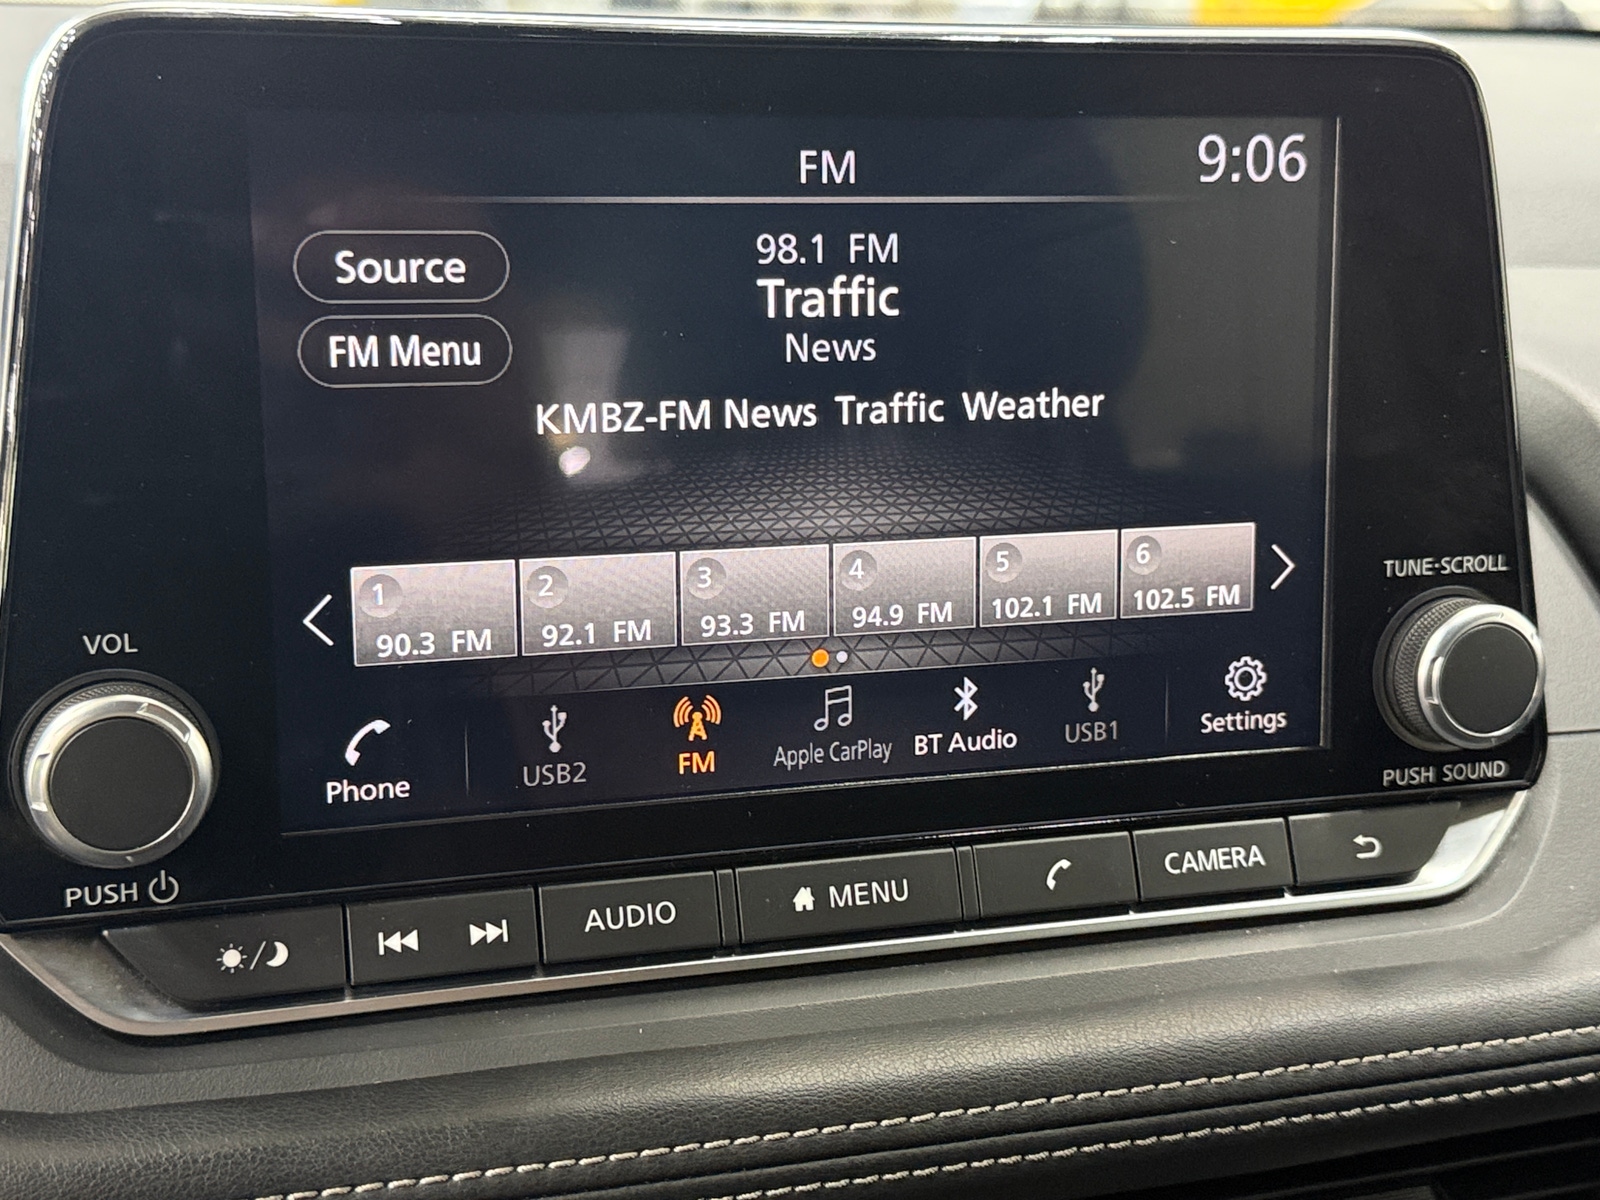 FM
9:06
Source
98.1 FM
Traffic
FM Menu
News
KMBZ-FM News Traffic Weather
1
90.3 FM
2
92.1 FM
3
93.3 FM
4
94.9 FM
5
102.1 FM
6
102.5 FM
Phone
USB2
FM
Apple CarPlay
BT Audio
USB1
Settings
VOL
PUSH
TUNE·SCROLL
PUSH SOUND
AUDIO
MENU
CAMERA